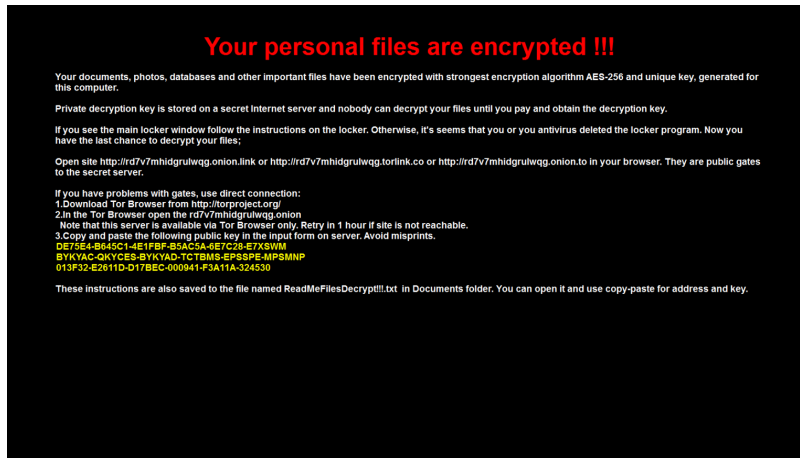 Your personal files are encrypted !!!
Your documents, photos, databases and other important files have been encrypted with strongest encryption algorithm AES-256 and unique key, generated for
this computer.
Private decryption key is stored on a secret Internet server and nobody can decrypt your files until you pay and obtain the decryption key.
If you see the main locker window follow the instructions on the locker. Otherwise, it's seems that you or you antivirus deleted the locker program. Now you
have the last chance to decrypt your files;
Open site http://rd7v7mhidgrulwqg.onion.link or http://rd7v7mhidgrulwqg.torlink.co or http://rd7v7mhidgrulwqg.onion.to in your browser. They are public gates
to the secret server.
If you have problems with gates, use direct connection:
1.Download Tor Browser from http://torproject.org/
2.In the Tor Browser open the rd7v7mhidgrulwqg.onion
Note that this server is available via Tor Browser only. Retry in 1 hour if site is not reachable.
3.Copy and paste the following public key in the input form on server. Avoid misprints.
DE75E4-B645C1-4E1FBF-B5AC5A-6E7C28-E7XSWM
BYKYAC-QKYCES-BYKYAD-TCTBMS-EPSSPE-MPSMNP
013F32-E2611D-D17BEC-000941-F3A11A-324530
These instructions are also saved to the file named ReadMeFilesDecrypt!!!.txt in Documents folder. You can open it and use copy-paste for address and key.